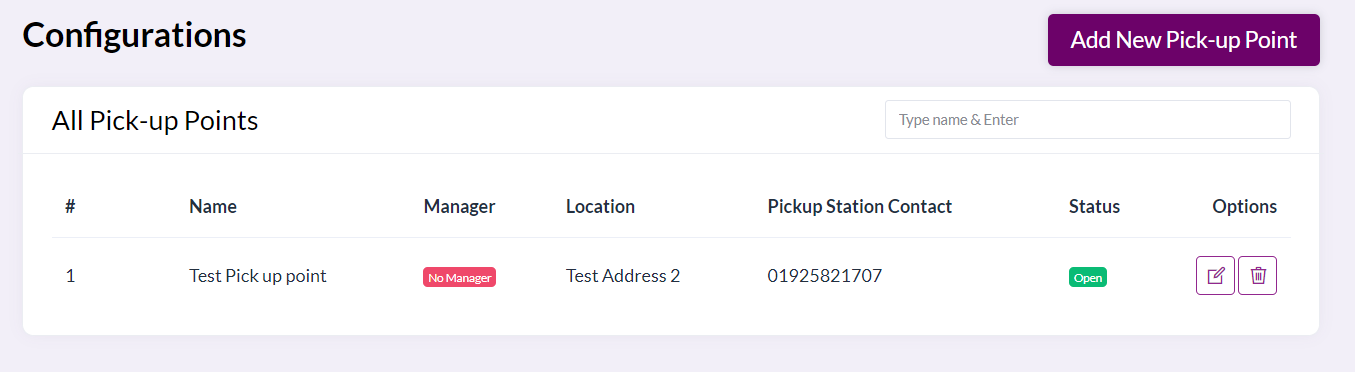 Configurations
Add New Pick-up Point
All Pick-up Points
Type name & Enter
# Name Manager Location Pickup Station Contact Status Options
1 Test Pick up point No Manager Test Address 2 01925821707 Open